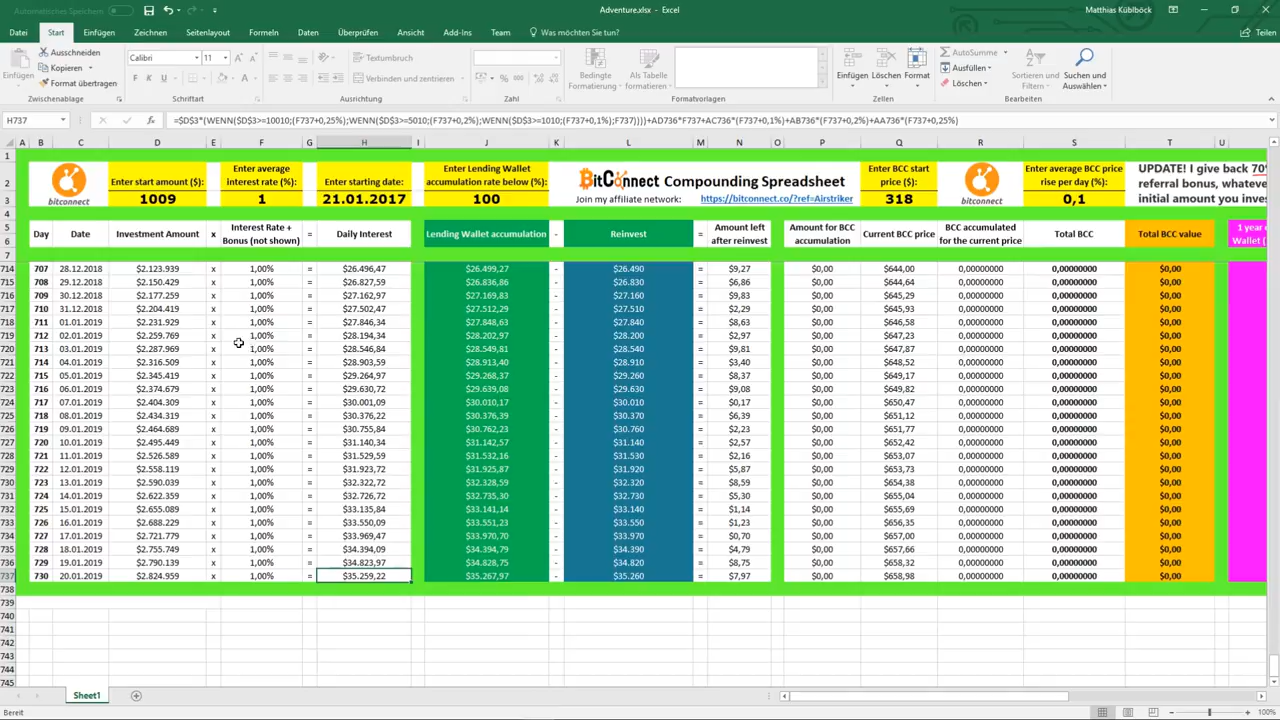 Automatisches Speichern
Adventure.xlsx - Excel
Matthias Küblböck
Datei Start Einfügen Zeichnen Seitenlayout Formeln Daten Überprüfen Ansicht Add-Ins Team Was möchten Sie tun? Teilen
Einfügen
Ausschneiden
Kopieren
Format übertragen
Zwischenablage
Calibri 11
F K U
Schriftart
Textumbruch
Verbinden und zentrieren
Ausrichtung
Zahl
Bedingte Formatierung
Als Tabelle formatieren
Formatvorlagen
Einfügen Löschen Format
Zellen
AutoSumme
Ausfüllen
Löschen
Sortieren und Filtern
Suchen und Auswählen
Bearbeiten
H737 fx =$D$3*(WENN($D$3>=10010;(F737+0,25%);WENN($D$3>=5010;(F737+0,2%);WENN($D$3>=1010;(F737+0,1%);F737))))+AD736*F737+AC736*(F737+0,1%)+AB736*(F737+0,2%)+AA736*(F737+0,25%)
A B C D E F G H I J K L M N O P Q R S T U
1
2
3
5
6
bitconnect
Enter start amount ($):
1009
Enter average interest rate (%):
1
Enter starting date:
21.01.2017
Enter Lending Wallet accumulation rate below (%):
100
BitConnect Compounding Spreadsheet
Join my affiliate network: https://bitconnect.co/?ref=Airstriker
Enter BCC start price ($):
318
bitconnect
Enter average BCC price rise per day (%):
0,1
UPDATE! I give back 70%
referral bonus, whateve
initial amount you inves
Day Date Investment Amount x Interest Rate + Bonus (not shown) = Daily Interest Lending Wallet accumulation - Reinvest = Amount left after reinvest Amount for BCC accumulation Current BCC price BCC accumulated for the current price Total BCC Total BCC value 1 year Wallet (
714 707 28.12.2018 $2.123.939 x 1,00% = $26.496,47 $26.499,27 - $26.490 = $9,27 $0,00 $644,00 0,00000000 0,00000000 $0,00
715 708 29.12.2018 $2.150.429 x 1,00% = $26.827,59 $26.836,86 - $26.830 = $6,86 $0,00 $644,64 0,00000000 0,00000000 $0,00
716 709 30.12.2018 $2.177.259 x 1,00% = $27.162,97 $27.169,83 - $27.160 = $9,83 $0,00 $645,29 0,00000000 0,00000000 $0,00
717 710 31.12.2018 $2.204.419 x 1,00% = $27.502,47 $27.512,29 - $27.510 = $2,29 $0,00 $645,93 0,00000000 0,00000000 $0,00
718 711 01.01.2019 $2.231.929 x 1,00% = $27.846,34 $27.848,63 - $27.840 = $8,63 $0,00 $646,58 0,00000000 0,00000000 $0,00
719 712 02.01.2019 $2.259.769 x 1,00% = $28.194,34 $28.202,97 - $28.200 = $2,97 $0,00 $647,23 0,00000000 0,00000000 $0,00
720 713 03.01.2019 $2.287.969 x 1,00% = $28.546,84 $28.549,81 - $28.540 = $9,81 $0,00 $647,87 0,00000000 0,00000000 $0,00
721 714 04.01.2019 $2.316.509 x 1,00% = $28.903,59 $28.913,40 - $28.910 = $3,40 $0,00 $648,52 0,00000000 0,00000000 $0,00
722 715 05.01.2019 $2.345.419 x 1,00% = $29.264,97 $29.268,37 - $29.260 = $8,37 $0,00 $649,17 0,00000000 0,00000000 $0,00
723 716 06.01.2019 $2.374.679 x 1,00% = $29.630,72 $29.639,08 - $29.630 = $9,08 $0,00 $649,82 0,00000000 0,00000000 $0,00
724 717 07.01.2019 $2.404.309 x 1,00% = $30.001,09 $30.010,17 - $30.010 = $0,17 $0,00 $650,47 0,00000000 0,00000000 $0,00
725 718 08.01.2019 $2.434.319 x 1,00% = $30.376,22 $30.376,39 - $30.370 = $6,39 $0,00 $651,12 0,00000000 0,00000000 $0,00
726 719 09.01.2019 $2.464.689 x 1,00% = $30.755,84 $30.762,23 - $30.760 = $2,23 $0,00 $651,77 0,00000000 0,00000000 $0,00
727 720 10.01.2019 $2.495.449 x 1,00% = $31.140,34 $31.142,57 - $31.140 = $2,57 $0,00 $652,42 0,00000000 0,00000000 $0,00
728 721 11.01.2019 $2.526.589 x 1,00% = $31.529,59 $31.532,16 - $31.530 = $2,16 $0,00 $653,07 0,00000000 0,00000000 $0,00
729 722 12.01.2019 $2.558.119 x 1,00% = $31.923,72 $31.925,87 - $31.920 = $5,87 $0,00 $653,73 0,00000000 0,00000000 $0,00
730 723 13.01.2019 $2.590.039 x 1,00% = $32.322,72 $32.328,59 - $32.320 = $8,59 $0,00 $654,38 0,00000000 0,00000000 $0,00
731 724 14.01.2019 $2.622.359 x 1,00% = $32.726,72 $32.735,30 - $32.730 = $5,30 $0,00 $655,04 0,00000000 0,00000000 $0,00
732 725 15.01.2019 $2.655.089 x 1,00% = $33.135,84 $33.141,14 - $33.140 = $1,14 $0,00 $655,69 0,00000000 0,00000000 $0,00
733 726 16.01.2019 $2.688.229 x 1,00% = $33.550,09 $33.551,23 - $33.550 = $1,23 $0,00 $656,35 0,00000000 0,00000000 $0,00
734 727 17.01.2019 $2.721.779 x 1,00% = $33.969,47 $33.970,70 - $33.970 = $0,70 $0,00 $657,00 0,00000000 0,00000000 $0,00
735 728 18.01.2019 $2.755.749 x 1,00% = $34.394,09 $34.394,79 - $34.390 = $4,79 $0,00 $657,66 0,00000000 0,00000000 $0,00
736 729 19.01.2019 $2.790.139 x 1,00% = $34.823,97 $34.828,75 - $34.820 = $8,75 $0,00 $658,32 0,00000000 0,00000000 $0,00
737 730 20.01.2019 $2.824.959 x 1,00% = $35.259,22 $35.267,97 - $35.260 = $7,97 $0,00 $658,98 0,00000000 0,00000000 $0,00
738
739
740
741
742
743
744
745
Sheet1
Bereit
100%